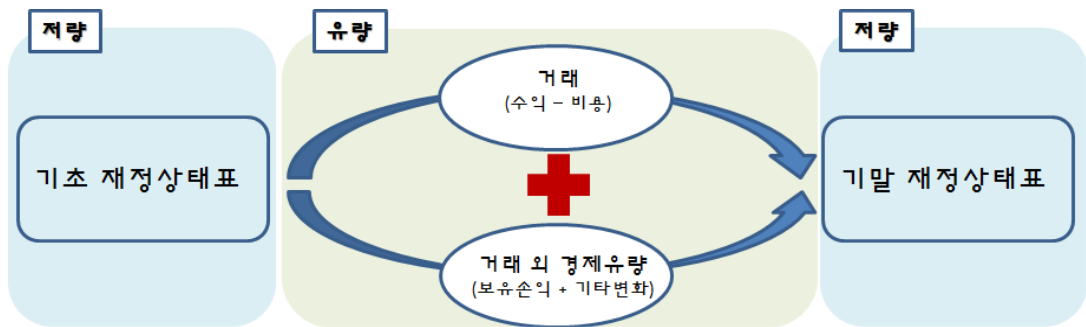 저량
유량
저량
거래
(수익 – 비용)
기초 재정상태표
기말 재정상태표
거래 외 경제유량
(보유손익 + 기타변화)